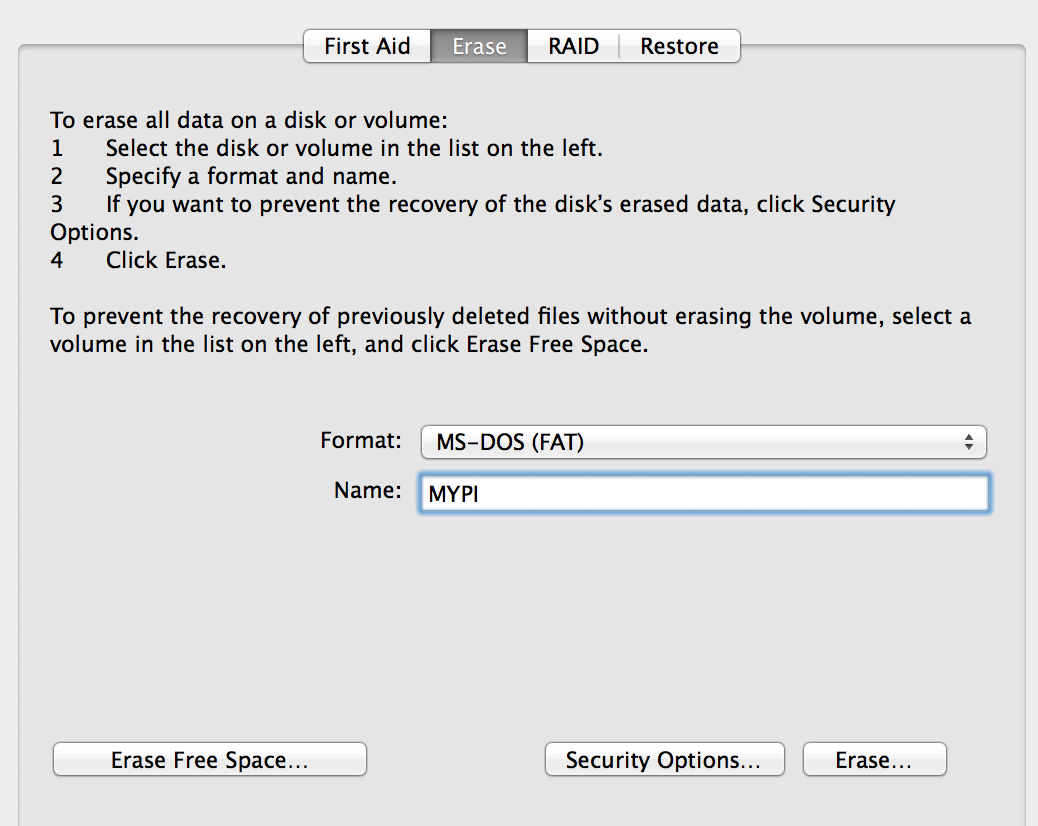 First Aid Erase RAID Restore
To erase all data on a disk or volume:
1 Select the disk or volume in the list on the left.
2 Specify a format and name.
3 If you want to prevent the recovery of the disk’s erased data, click Security
Options.
4 Click Erase.
To prevent the recovery of previously deleted files without erasing the volume, select a
volume in the list on the left, and click Erase Free Space.
Format: MS-DOS (FAT)
Name: MYPI
Erase Free Space... Security Options... Erase...